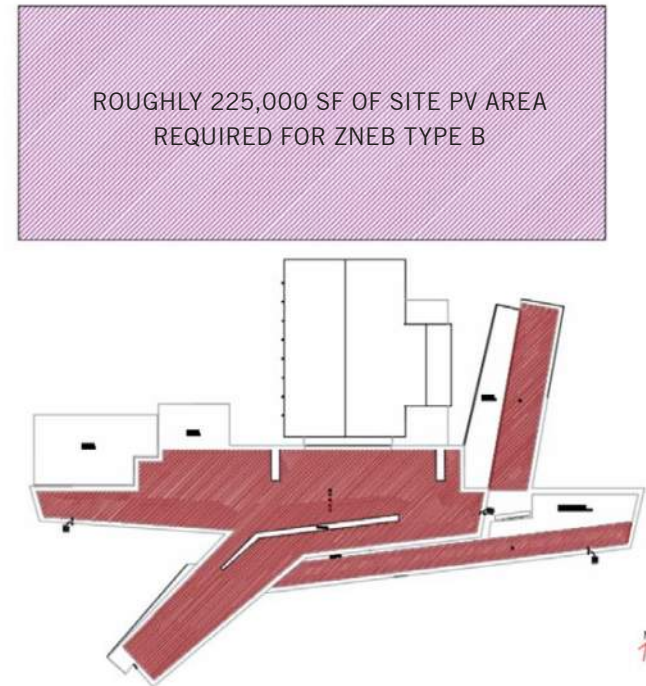 ROUGHLY 225,000 SF OF SITE PV AREA
REQUIRED FOR ZNEB TYPE B